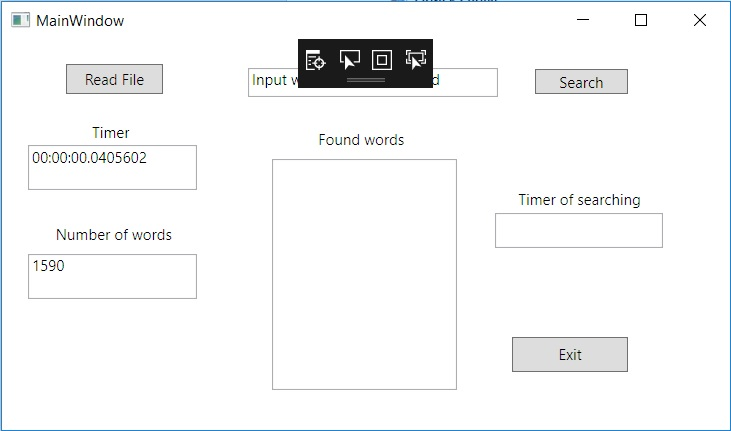 MainWindow
Read File
Input
Search
Timer
00:00:00.0405602
Found words
Timer of searching
Number of words
1590
Exit